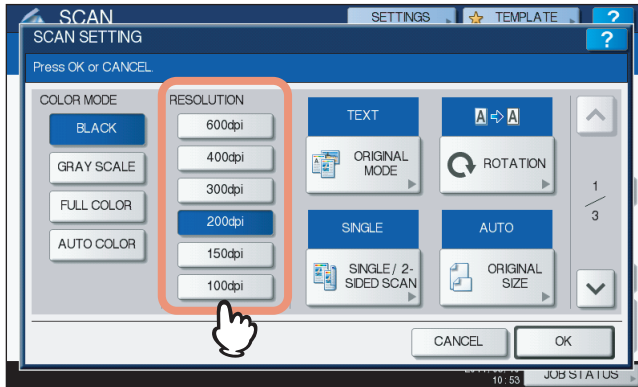 SCAN
SETTINGS
TEMPLATE
?
SCAN SETTING
?
Press OK or CANCEL.
COLOR MODE
BLACK
GRAY SCALE
FULL COLOR
AUTO COLOR
RESOLUTION
600dpi
400dpi
300dpi
200dpi
150dpi
100dpi
TEXT
ORIGINAL
MODE
A A
ROTATION
SINGLE
SINGLE / 2-
SIDED SCAN
AUTO
ORIGINAL
SIZE
1
3
CANCEL
OK
10 : 53
JOB STATUS